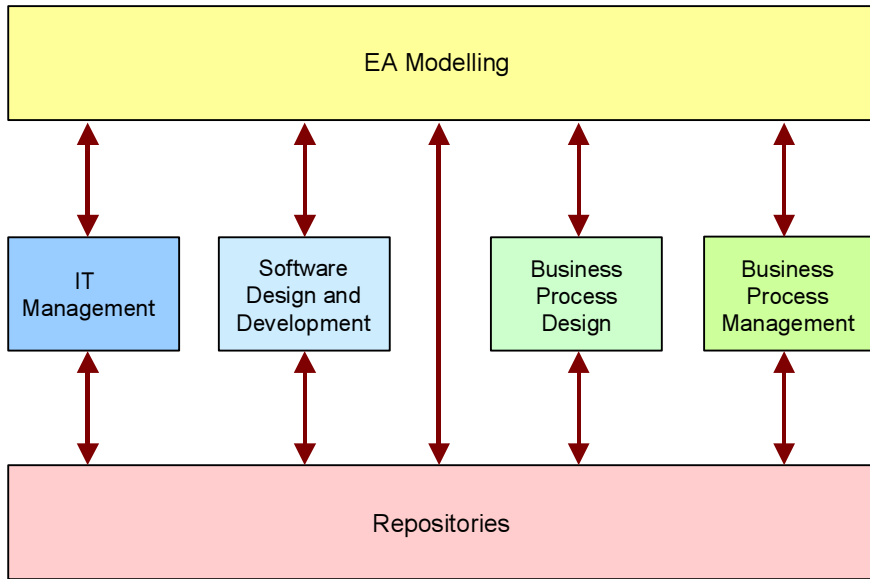 EA Modelling
IT
Management
Software
Design and
Development
Business
Process
Design
Business
Process
Management
Repositories